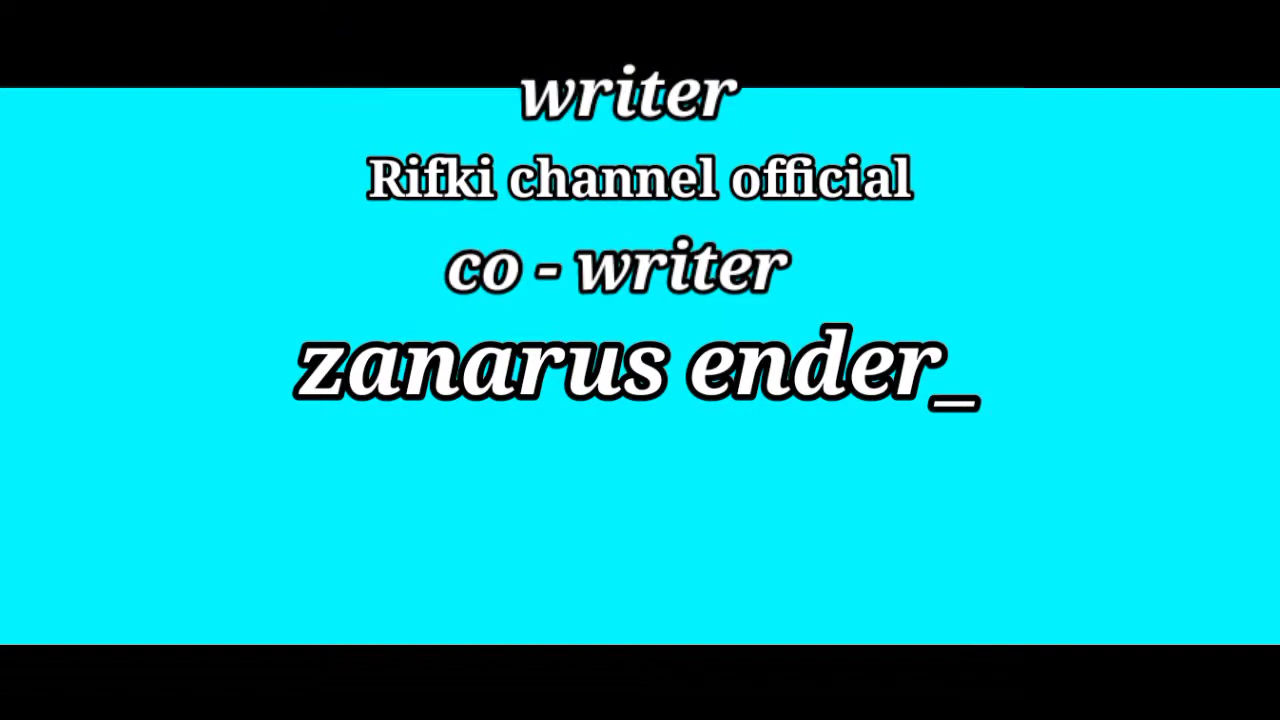 writer
Rifki channel official
co - writer
zanarus ender_